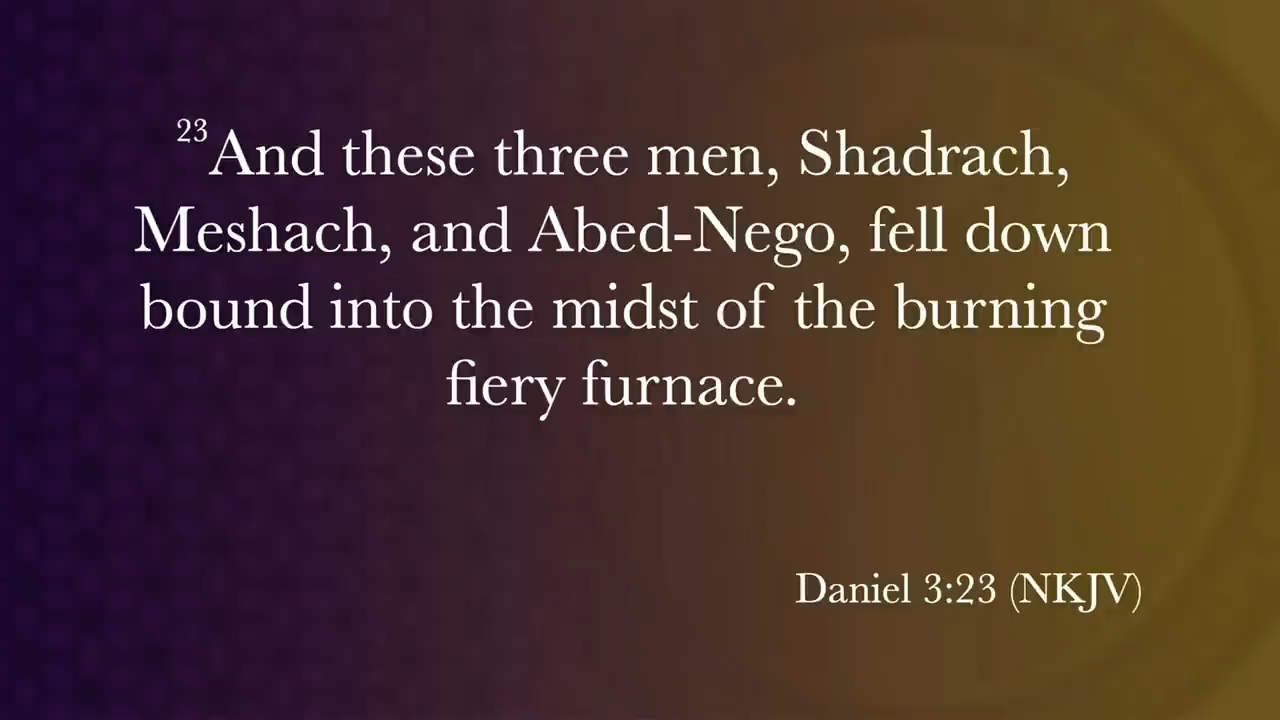 23And these three men, Shadrach,
Meshach, and Abed-Nego, fell down
bound into the midst of the burning
fiery furnace.
Daniel 3:23 (NKJV)